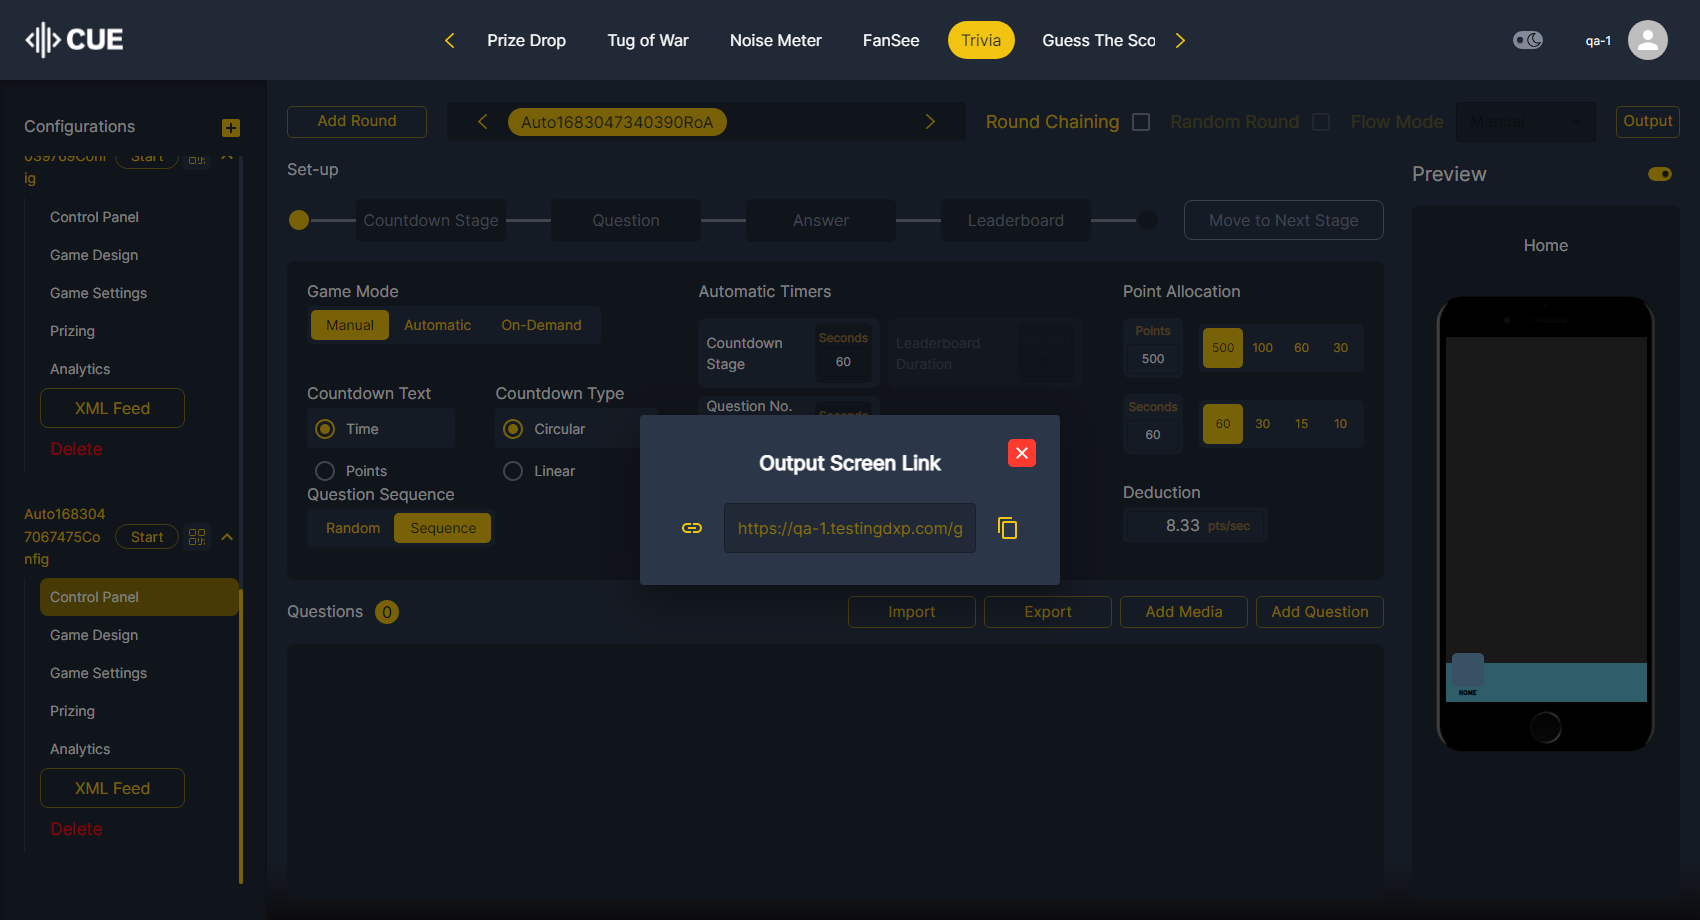 CUE
Prize Drop
Tug of War
Noise Meter
FanSee
Trivia
Guess The Sco
qa-1
Configurations
039769Conf
ig
Start
Control Panel
Game Design
Game Settings
Prizing
Analytics
XML Feed
Delete
Auto168304
7067475Co
nfig
Start
Control Panel
Game Design
Game Settings
Prizing
Analytics
XML Feed
Delete
Add Round
Auto1683047340390RoA
Round Chaining
Random Round
Flow Mode
Manual
Output
Set-up
Countdown Stage
Question
Answer
Leaderboard
Move to Next Stage
Game Mode
Manual
Automatic
On-Demand
Countdown Text
Time
Points
Countdown Type
Circular
Linear
Question Sequence
Random
Sequence
Automatic Timers
Countdown
Stage
Seconds
60
Leaderboard
Duration
Question No.
Seconds
Point Allocation
Points
500
500
100
60
30
Seconds
60
60
30
15
10
Deduction
8.33 pts/sec
Output Screen Link
https://qa-1.testingdxp.com/g
Questions 0
Import
Export
Add Media
Add Question
Preview
Home
HOME